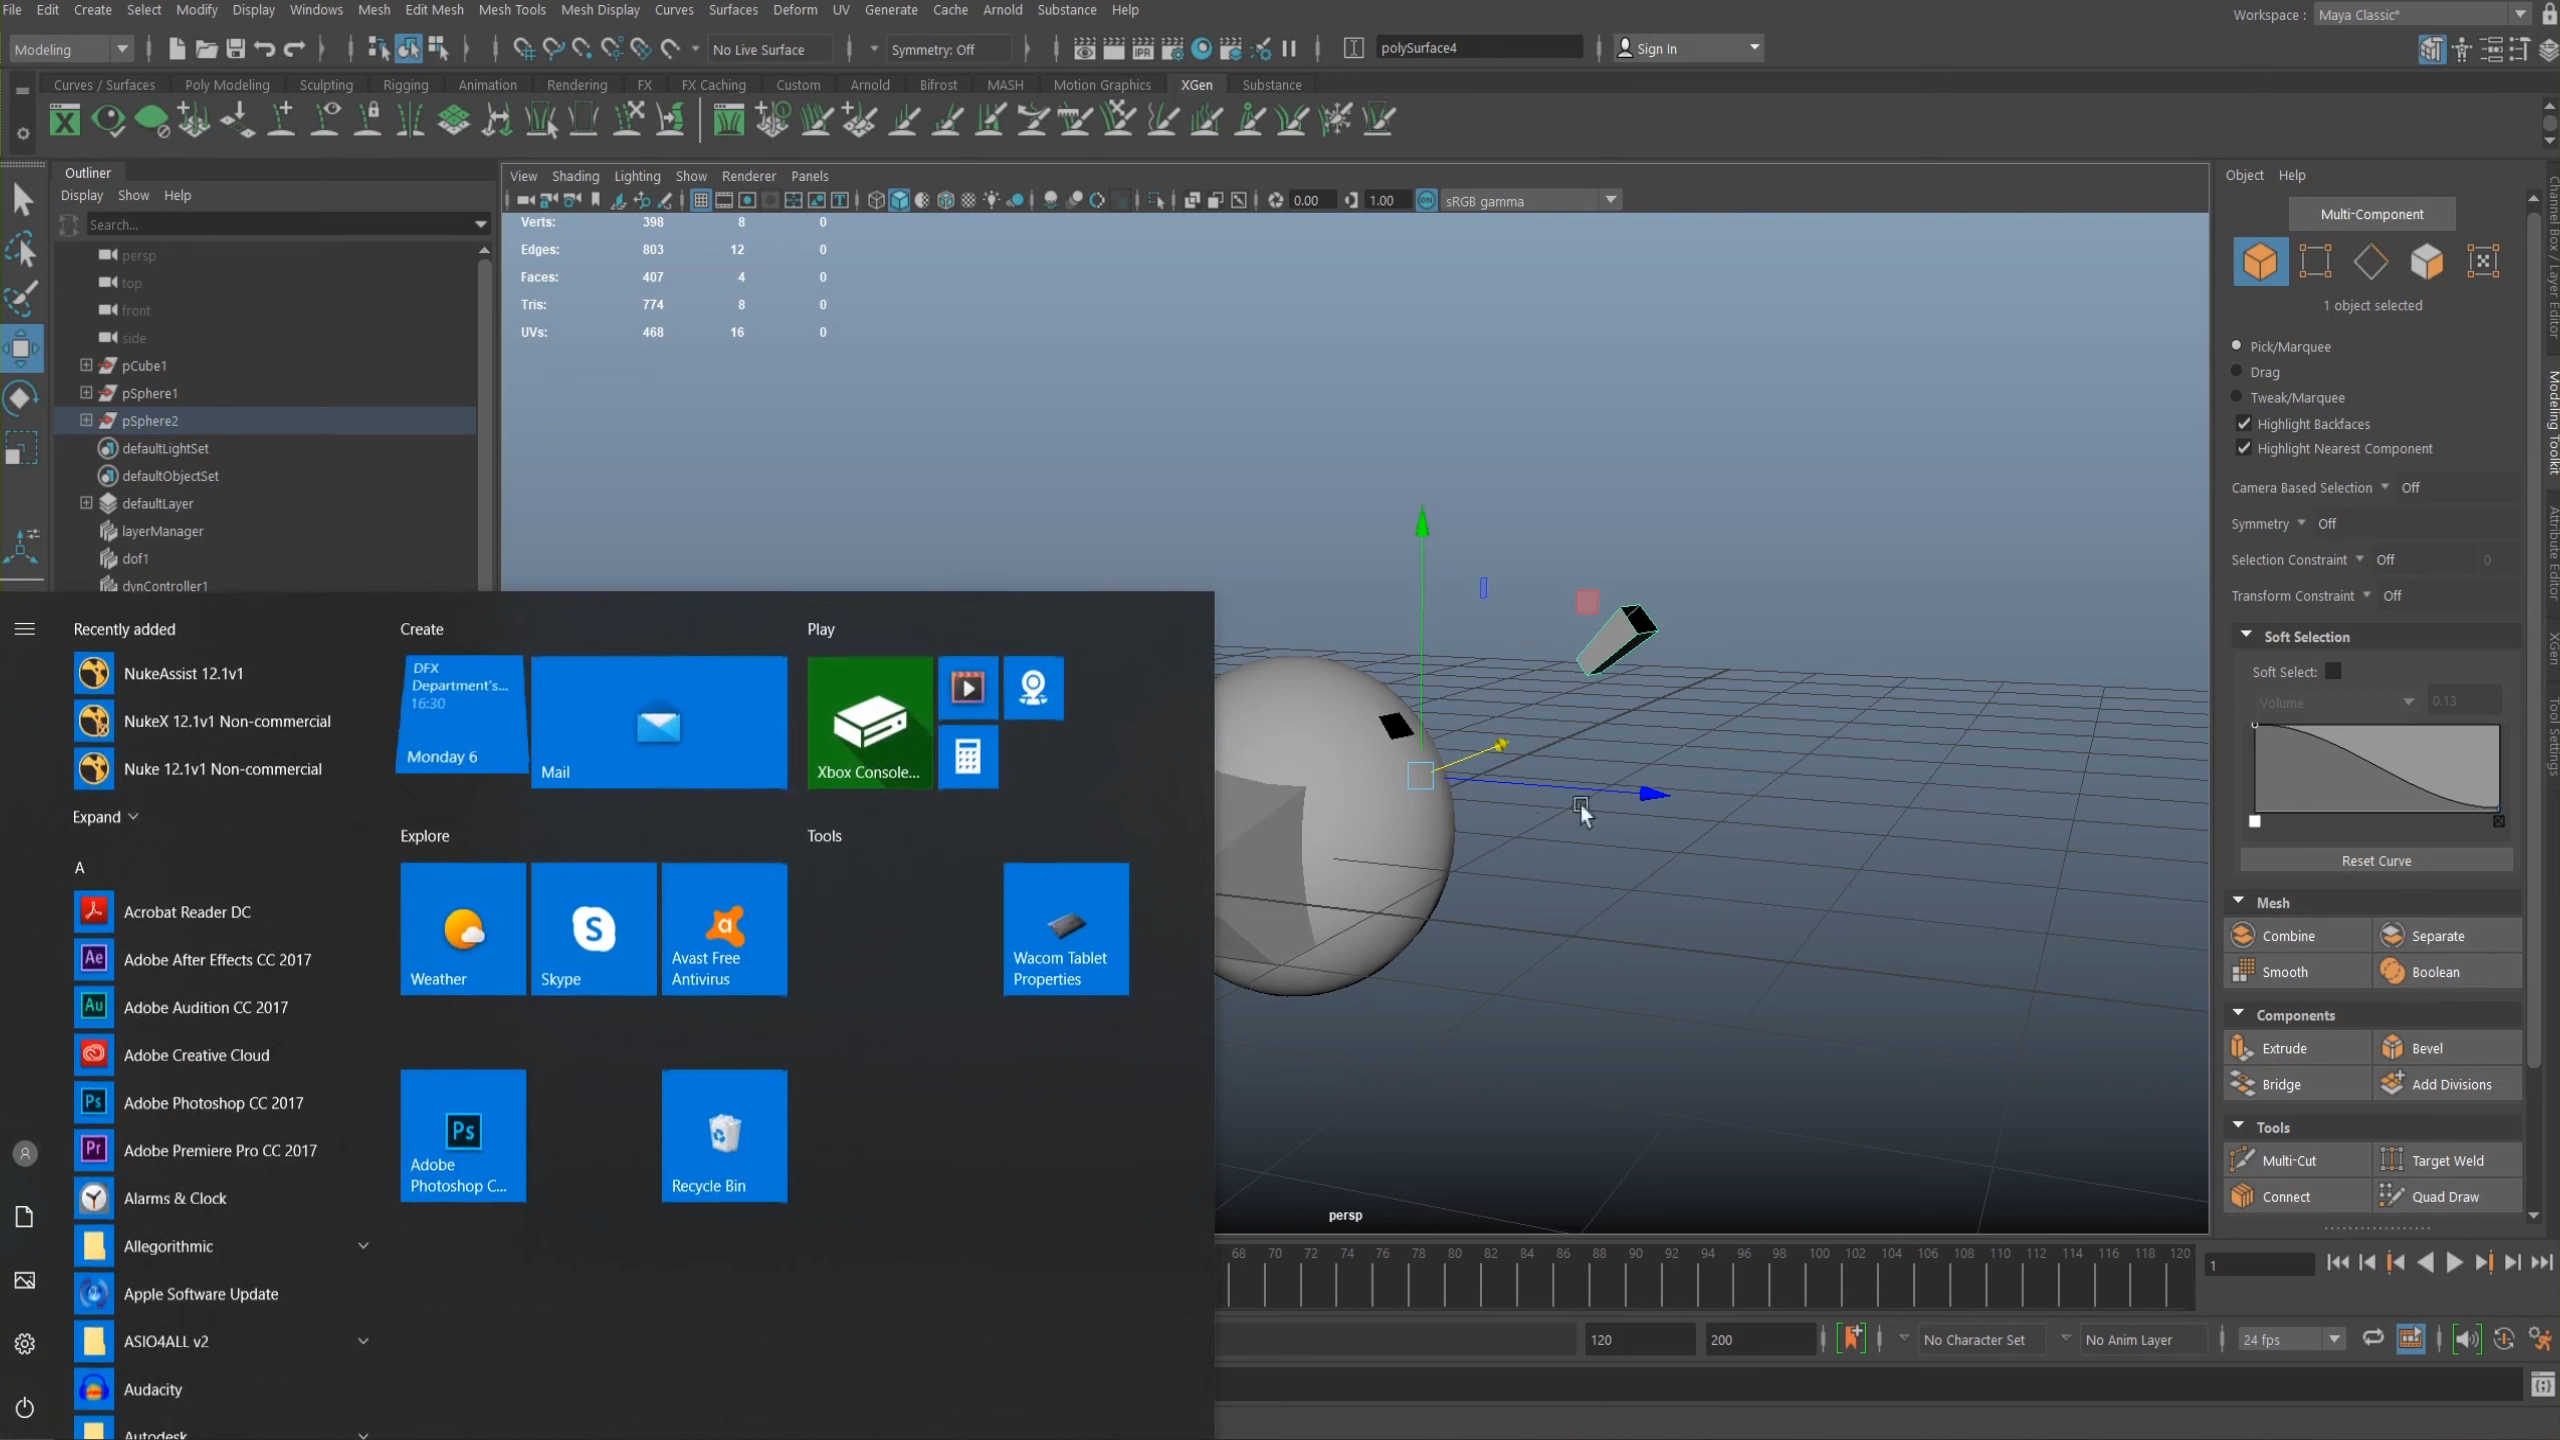 File Edit Create Select Modify Display Windows Mesh Edit Mesh Mesh Tools Mesh Display Curves Surfaces Deform UV Generate Cache Arnold Substance Help
Workspace : Maya Classic*
Modeling No Live Surface Symmetry: Off polySurface4 Sign In
Curves / Surfaces Poly Modeling Sculpting Rigging Animation Rendering FX FX Caching Custom Arnold Bifrost MASH Motion Graphics XGen Substance
Outliner
Display Show Help
Search...
persp
top
front
side
pCube1
pSphere1
pSphere2
defaultLightSet
defaultObjectSet
defaultLayer
layerManager
dof1
dynController1
View Shading Lighting Show Renderer Panels
0.00 1.00 ON sRGB gamma
Verts: 398 8 0
Edges: 803 12 0
Faces: 407 4 0
Tris: 774 8 0
UVs: 468 16 0
persp
Object Help
Multi-Component
1 object selected
Pick/Marquee
Drag
Tweak/Marquee
Highlight Backfaces
Highlight Nearest Component
Camera Based Selection Off
Symmetry Off
Selection Constraint Off 0
Transform Constraint Off
Soft Selection
Soft Select:
Volume 0.13
Reset Curve
Mesh
Combine Separate
Smooth Boolean
Components
Extrude Bevel
Bridge Add Divisions
Tools
Multi-Cut Target Weld
Connect Quad Draw
Channel Box / Layer Editor
Modeling Toolkit
Attribute Editor
XGen
Tool Settings
Recently added
NukeAssist 12.1v1
NukeX 12.1v1 Non-commercial
Nuke 12.1v1 Non-commercial
Expand
A
Acrobat Reader DC
Adobe After Effects CC 2017
Adobe Audition CC 2017
Adobe Creative Cloud
Adobe Photoshop CC 2017
Adobe Premiere Pro CC 2017
Alarms & Clock
Allegorithmic
Apple Software Update
ASIO4ALL v2
Audacity
Autodesk
Create
DFX
Department's...
16:30
Monday 6
Mail
Play
Xbox Console...
Explore
Weather
Skype
Avast Free
Antivirus
Tools
Wacom Tablet
Properties
Adobe
Photoshop C...
Recycle Bin
68 70 72 74 76 78 80 82 84 86 88 90 92 94 96 98 100 102 104 106 108 110 112 114 116 118 120
1
120 200 No Character Set No Anim Layer 24 fps